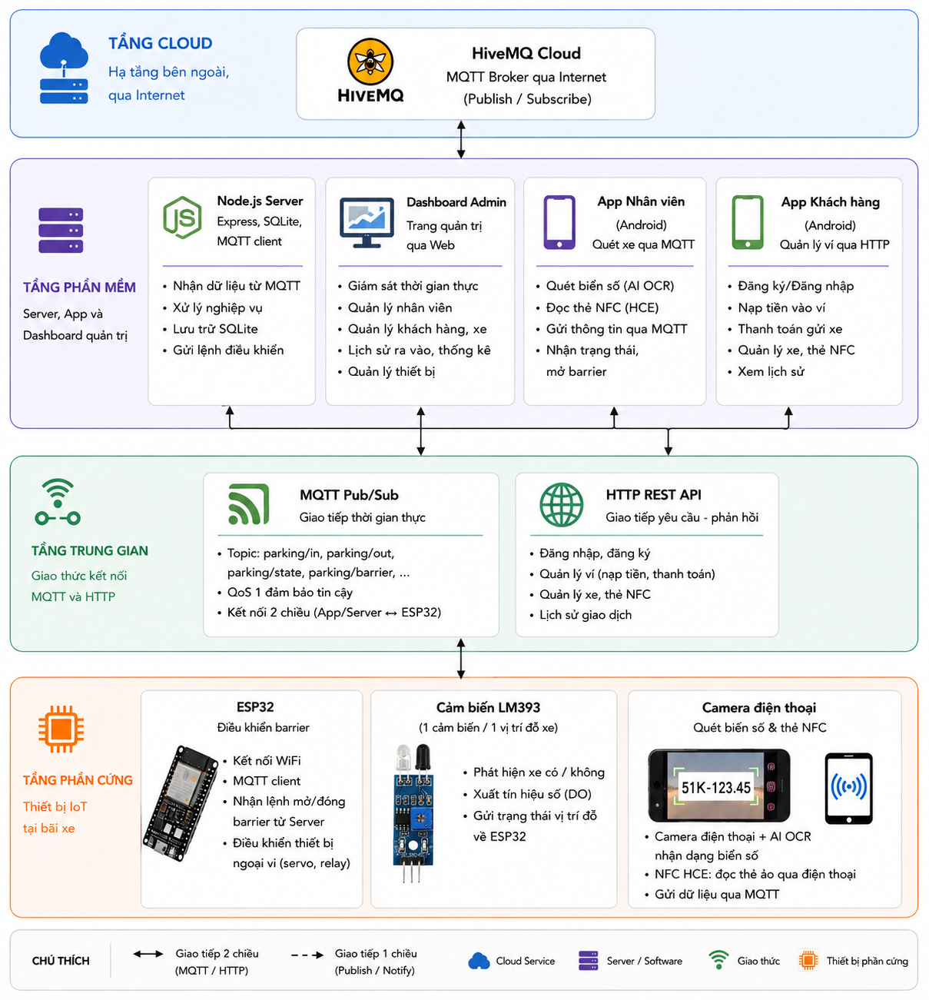 TẦNG CLOUD
Hạ tầng bên ngoài,
qua Internet
HIVEMQ
HiveMQ Cloud
MQTT Broker qua Internet
(Publish / Subscribe)
TẦNG PHẦN MỀM
Server, App và
Dashboard quản trị
JS
Node.js Server
Express, SQLite,
MQTT client
• Nhận dữ liệu từ MQTT
• Xử lý nghiệp vụ
• Lưu trữ SQLite
• Gửi lệnh điều khiển
Dashboard Admin
Trang quản trị
qua Web
• Giám sát thời gian thực
• Quản lý nhân viên
• Quản lý khách hàng, xe
• Lịch sử ra vào, thống kê
• Quản lý thiết bị
App Nhân viên
(Android)
Quét xe qua MQTT
• Quét biển số (AI OCR)
• Đọc thẻ NFC (HCE)
• Gửi thông tin qua MQTT
• Nhận trạng thái,
mở barrier
App Khách hàng
(Android)
Quản lý ví qua HTTP
• Đăng ký/Đăng nhập
• Nạp tiền vào ví
• Thanh toán gửi xe
• Quản lý xe, thẻ NFC
• Xem lịch sử
TẦNG TRUNG GIAN
Giao thức kết nối
MQTT và HTTP
MQTT Pub/Sub
Giao tiếp thời gian thực
• Topic: parking/in, parking/out,
parking/state, parking/barrier, ...
• QoS 1 đảm bảo tin cậy
• Kết nối 2 chiều (App/Server ↔ ESP32)
HTTP REST API
Giao tiếp yêu cầu - phản hồi
• Đăng nhập, đăng ký
• Quản lý ví (nạp tiền, thanh toán)
• Quản lý xe, thẻ NFC
• Lịch sử giao dịch
TẦNG PHẦN CỨNG
Thiết bị IoT
tại bãi xe
ESP32
Điều khiển barrier
• Kết nối WiFi
• MQTT client
• Nhận lệnh mở/đóng
barrier từ Server
• Điều khiển thiết bị
ngoại vi (servo, relay)
Cảm biến LM393
(1 cảm biến / 1 vị trí đỗ xe)
• Phát hiện xe có / không
• Xuất tín hiệu số (DO)
• Gửi trạng thái vị trí đỗ
về ESP32
Camera điện thoại
Quét biển số & thẻ NFC
51K-123.45
• Camera điện thoại + AI OCR
nhận dạng biển số
• NFC HCE: đọc thẻ ảo qua điện thoại
• Gửi dữ liệu qua MQTT
CHÚ THÍCH
Giao tiếp 2 chiều
(MQTT / HTTP)
Giao tiếp 1 chiều
(Publish / Notify)
Cloud Service
Server / Software
Giao thức
Thiết bị phần cứng